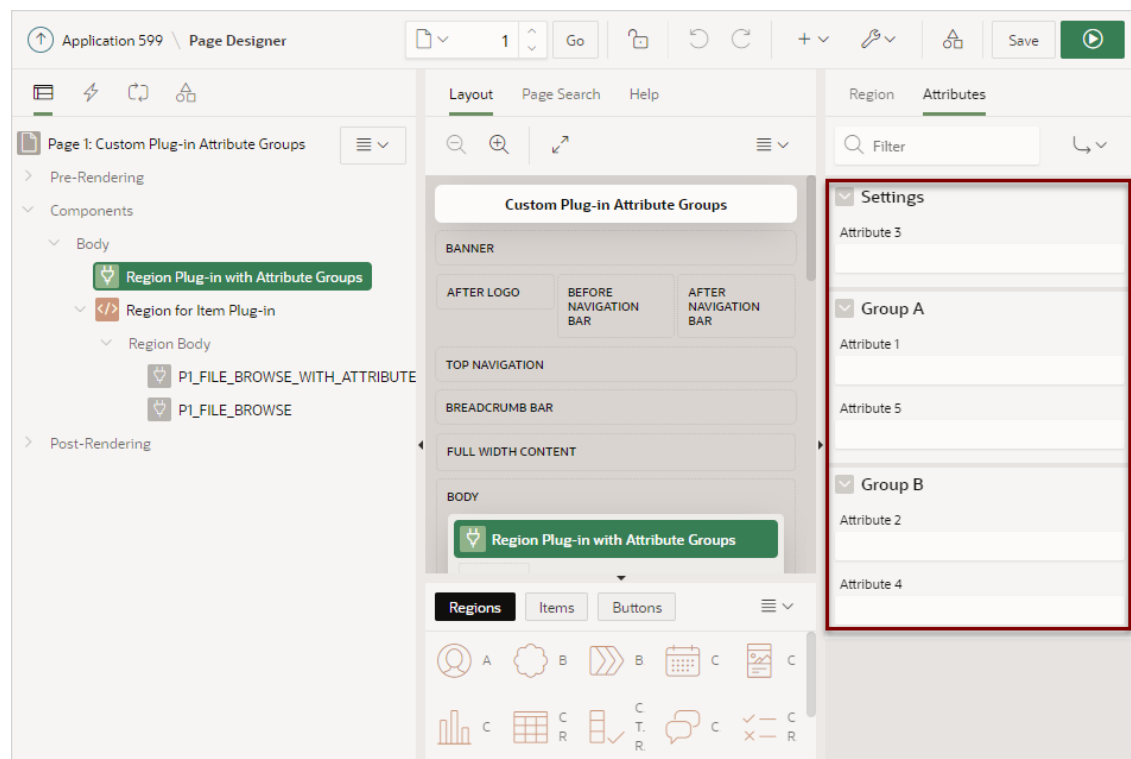 Application 599 \ Page Designer
1
Go
Save
Page 1: Custom Plug-in Attribute Groups
Pre-Rendering
Components
Body
Region Plug-in with Attribute Groups
Region for Item Plug-in
Region Body
P1_FILE_BROWSE_WITH_ATTRIBUTE
P1_FILE_BROWSE
Post-Rendering
Layout
Page Search
Help
Custom Plug-in Attribute Groups
BANNER
AFTER LOGO
BEFORE
NAVIGATION
BAR
AFTER
NAVIGATION
BAR
TOP NAVIGATION
BREADCRUMB BAR
FULL WIDTH CONTENT
BODY
Region Plug-in with Attribute Groups
Regions
Items
Buttons
A
B
B.
C
C
C
C
R
C.
T.
R.
C.
C
R
Region
Attributes
Filter
Settings
Attribute 3
Group A
Attribute 1
Attribute 5
Group B
Attribute 2
Attribute 4